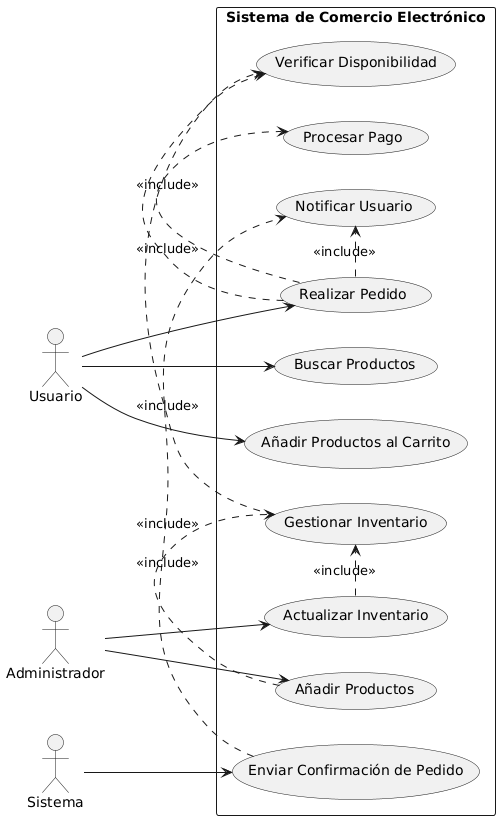 Sistema de Comercio Electrónico
Verificar Disponibilidad
Procesar Pago
«include»
Notificar Usuario
«include»
«include»
Realizar Pedido
Usuario
Buscar Productos
«include»
Añadir Productos al Carrito
Gestionar Inventario
«include»
«include»
«include»
Actualizar Inventario
Administrador
Añadir Productos
Enviar Confirmación de Pedido
Sistema